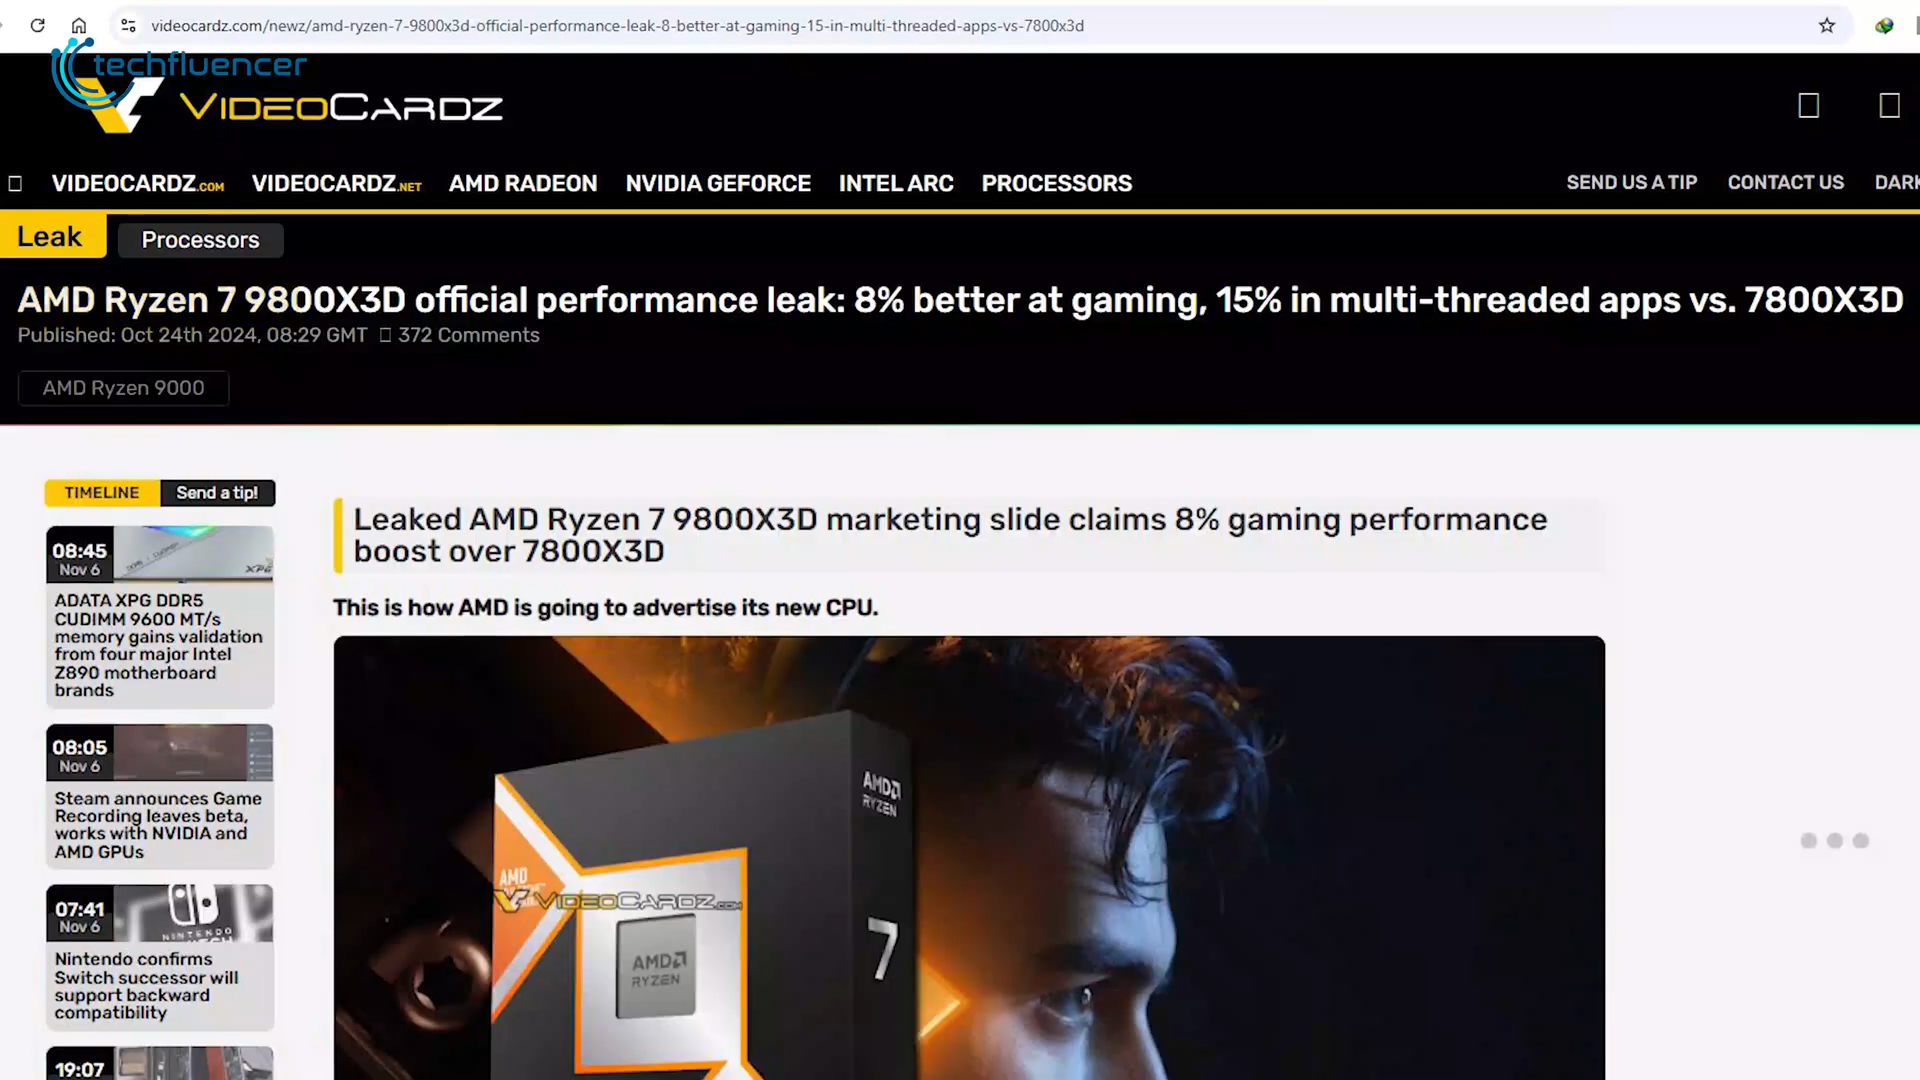 videocardz.com/newz/amd-ryzen-7-9800x3d-official-performance-leak-8-better-at-gaming-15-in-multi-threaded-apps-vs-7800x3d
techfluencer
VIDEOCARDZ
VIDEOCARDZ.COM VIDEOCARDZ.NET AMD RADEON NVIDIA GEFORCE INTEL ARC PROCESSORS SEND US A TIP CONTACT US DARK
Leak Processors
AMD Ryzen 7 9800X3D official performance leak: 8% better at gaming, 15% in multi-threaded apps vs. 7800X3D
Published: Oct 24th 2024, 08:29 GMT 372 Comments
AMD Ryzen 9000
TIMELINE Send a tip!
08:45
Nov 6
XPG
ADATA XPG DDR5
CUDIMM 9600 MT/s
memory gains validation
from four major Intel
Z890 motherboard
brands
08:05
Nov 6
Steam announces Game
Recording leaves beta,
works with NVIDIA and
AMD GPUs
07:41
Nov 6
NINTENDO
Nintendo confirms
Switch successor will
support backward
compatibility
19:07
Leaked AMD Ryzen 7 9800X3D marketing slide claims 8% gaming performance
boost over 7800X3D
This is how AMD is going to advertise its new CPU.
AMD
RYZEN
AMD
VIDEOCARDZ.COM
7
AMD
RYZEN